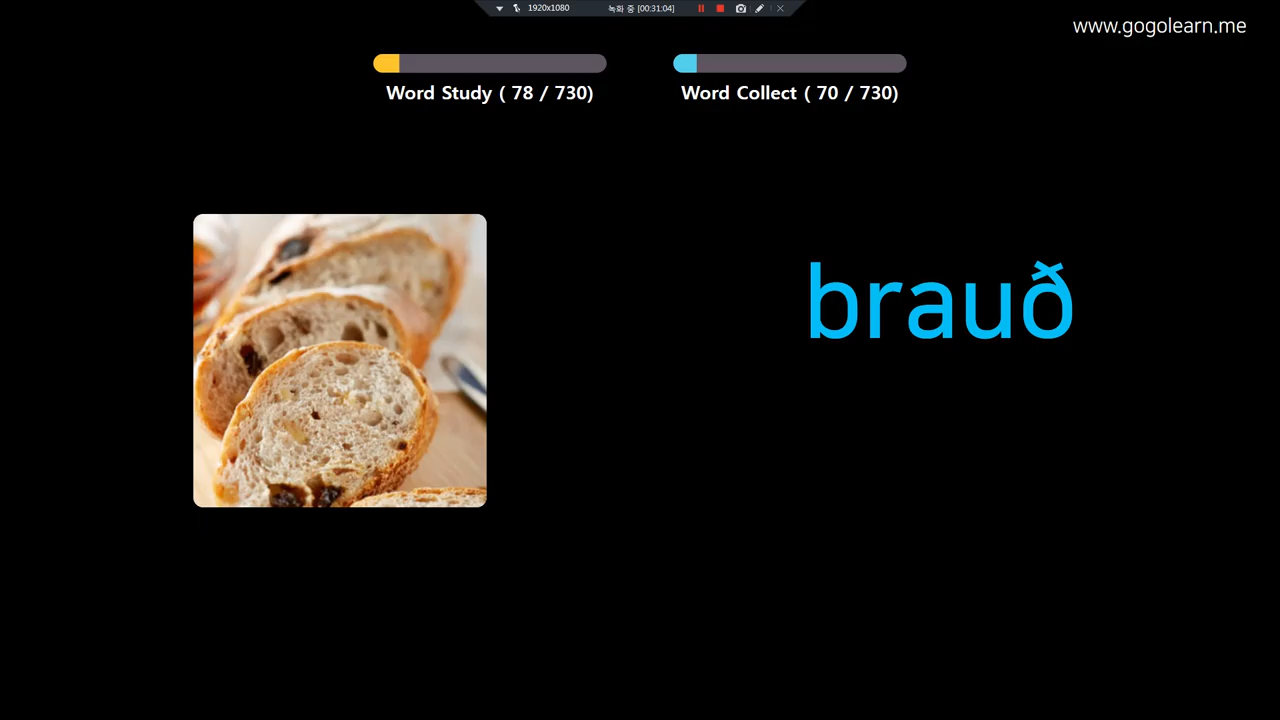 1920x1080 녹화 중 [00:31:04]
www.gogolearn.me
Word Study ( 78 / 730) Word Collect ( 70 / 730)
brauð